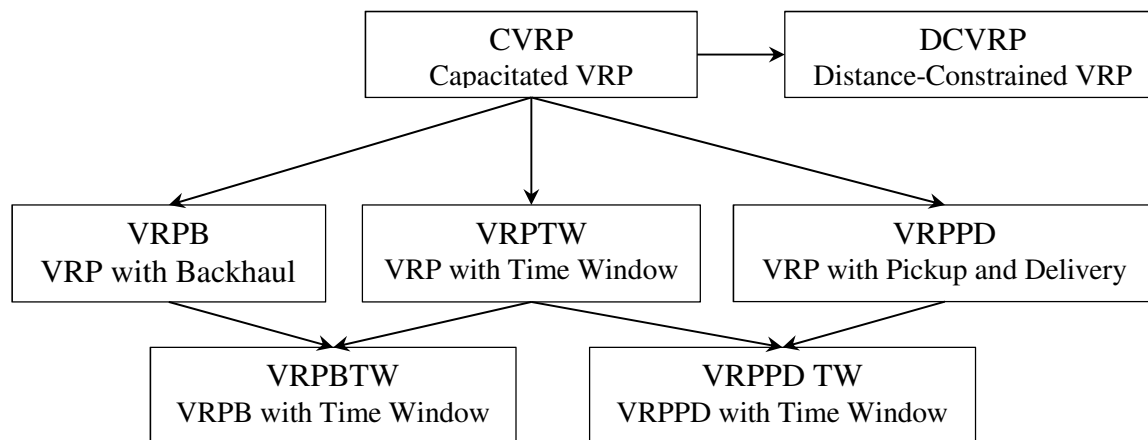 CVRP
Capacitated VRP
DCVRP
Distance-Constrained VRP
VRPB
VRP with Backhaul
VRPTW
VRP with Time Window
VRPPD
VRP with Pickup and Delivery
VRPBTW
VRPB with Time Window
VRPPD TW
VRPPD with Time Window